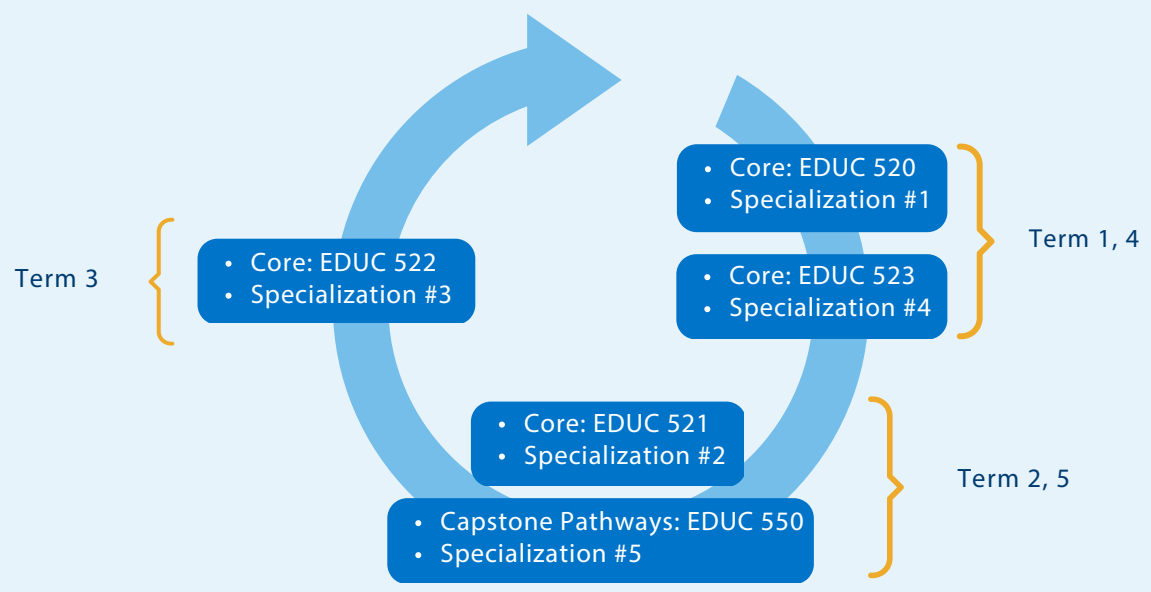 • Core: EDUC 520
• Specialization #1
Term 1, 4
• Core: EDUC 523
• Specialization #4
• Core: EDUC 521
• Specialization #2
Term 2, 5
• Capstone Pathways: EDUC 550
• Specialization #5
Term 3
• Core: EDUC 522
• Specialization #3